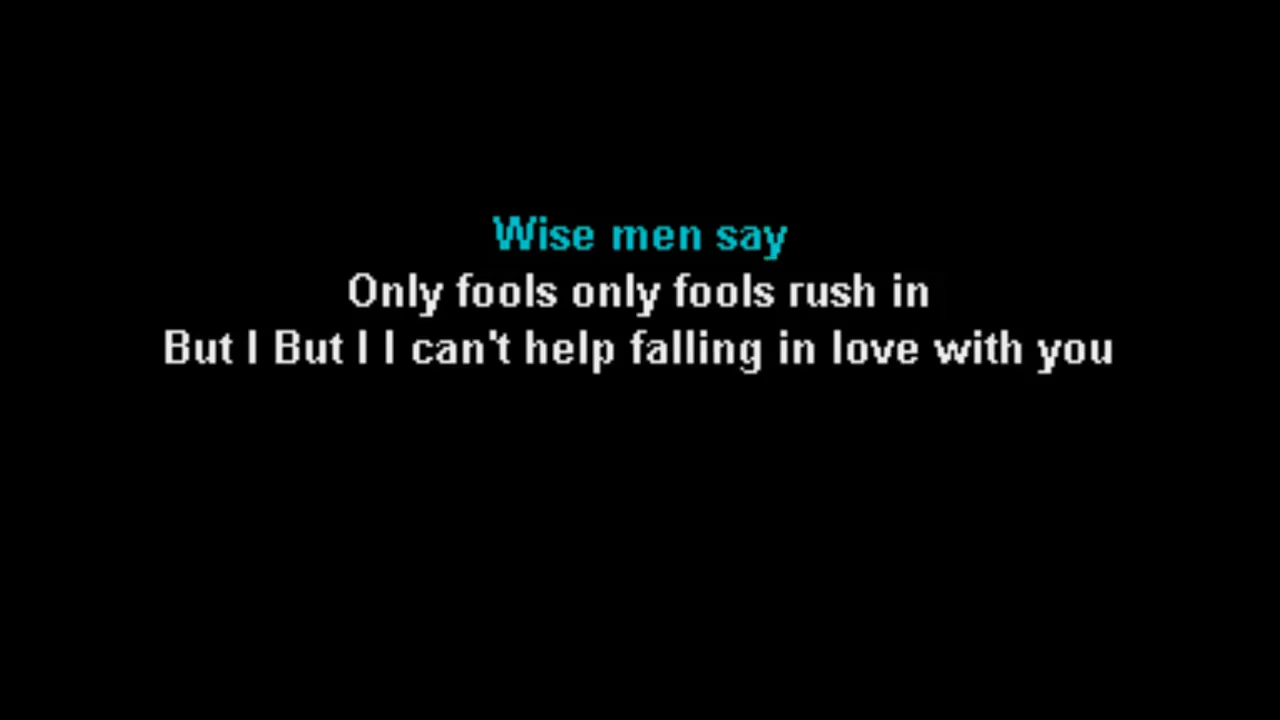 Wise men say
Only fools only fools rush in
But I But I I can't help falling in love with you